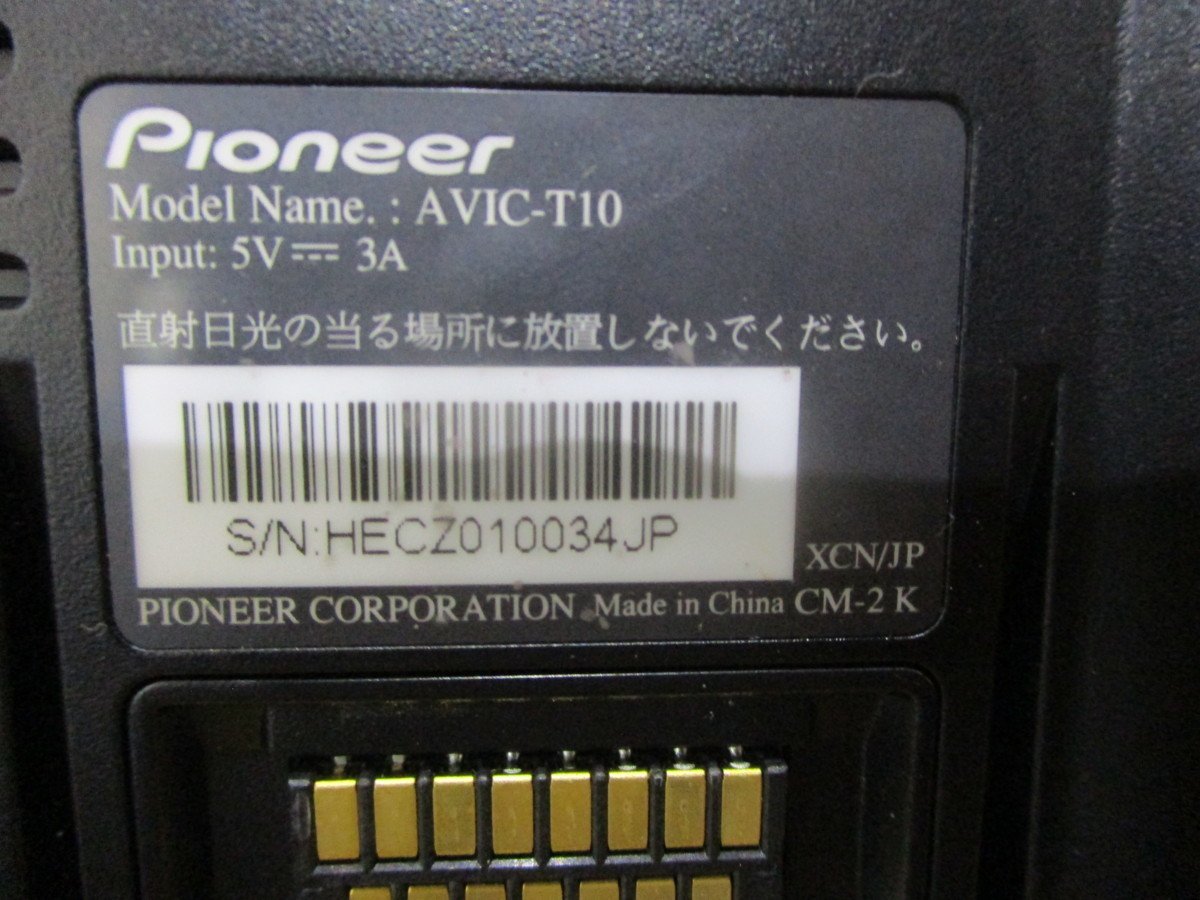 Pioneer
Model Name. : AVIC-T10
Input: 5V⎓ 3A
直射日光の当る場所に放置しないでください。
S/N:HECZ010034JP
XCN/JP
PIONEER CORPORATION Made in China CM-2 K